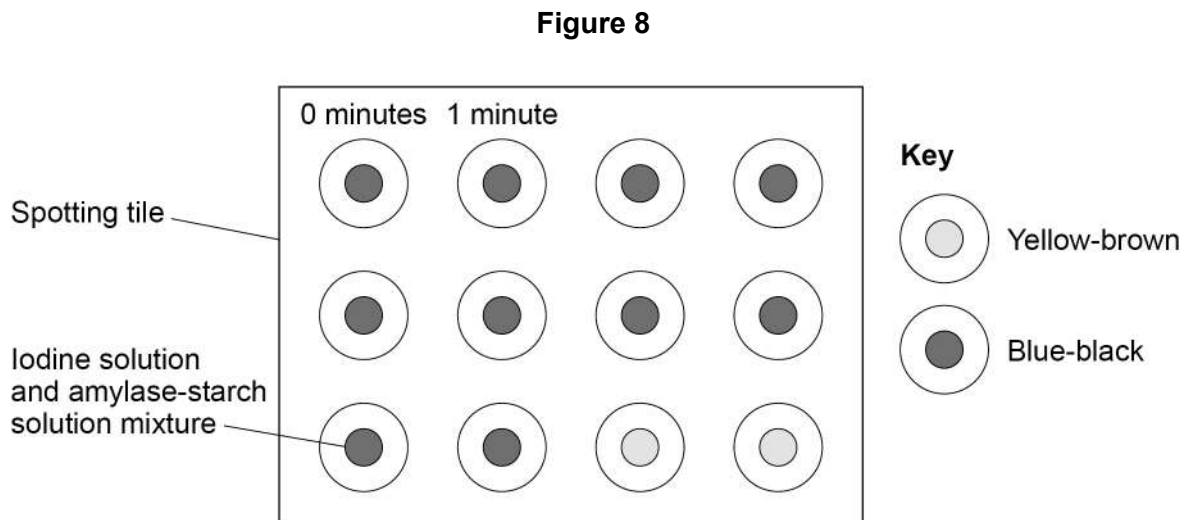 Figure 8
0 minutes 1 minute
Key
Spotting tile
Yellow-brown
Iodine solution
and amylase-starch
solution mixture
Blue-black